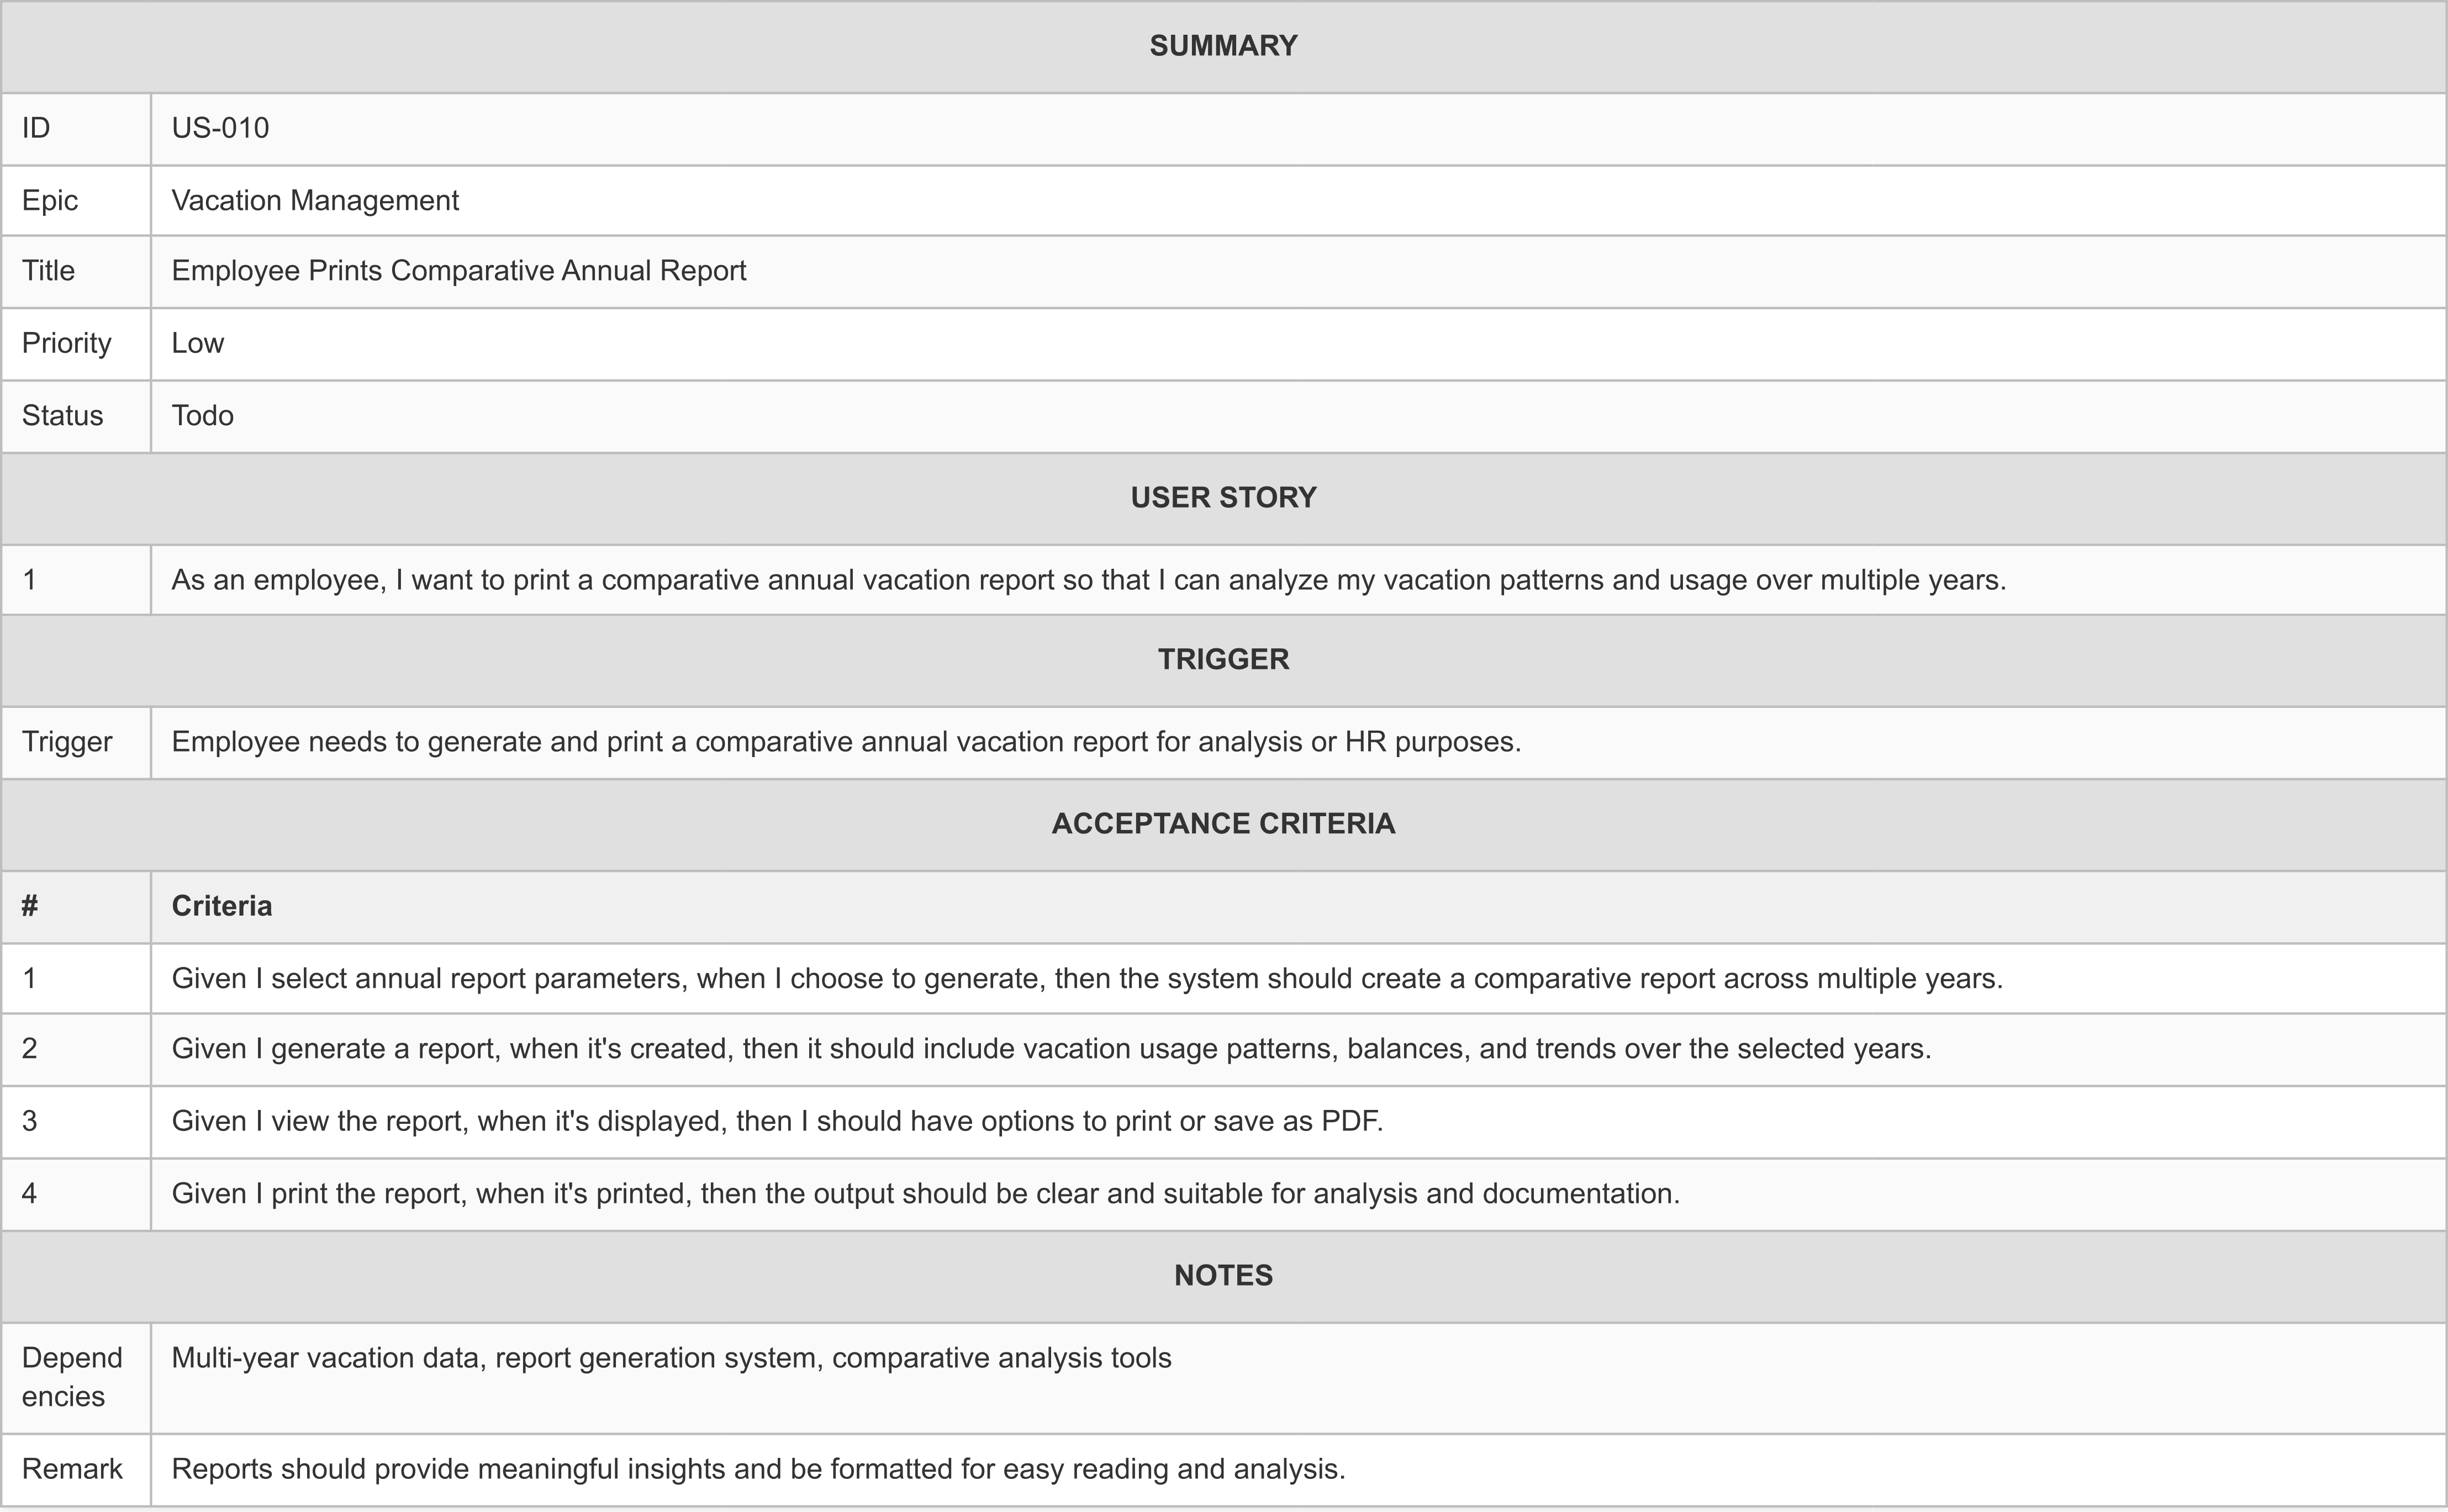 SUMMARY
ID US-010
Epic Vacation Management
Title Employee Prints Comparative Annual Report
Priority Low
Status Todo
USER STORY
1 As an employee, I want to print a comparative annual vacation report so that I can analyze my vacation patterns and usage over multiple years.
TRIGGER
Trigger Employee needs to generate and print a comparative annual vacation report for analysis or HR purposes.
ACCEPTANCE CRITERIA
# Criteria
1 Given I select annual report parameters, when I choose to generate, then the system should create a comparative report across multiple years.
2 Given I generate a report, when it's created, then it should include vacation usage patterns, balances, and trends over the selected years.
3 Given I view the report, when it's displayed, then I should have options to print or save as PDF.
4 Given I print the report, when it's printed, then the output should be clear and suitable for analysis and documentation.
NOTES
Depend
encies
Multi-year vacation data, report generation system, comparative analysis tools
Remark Reports should provide meaningful insights and be formatted for easy reading and analysis.